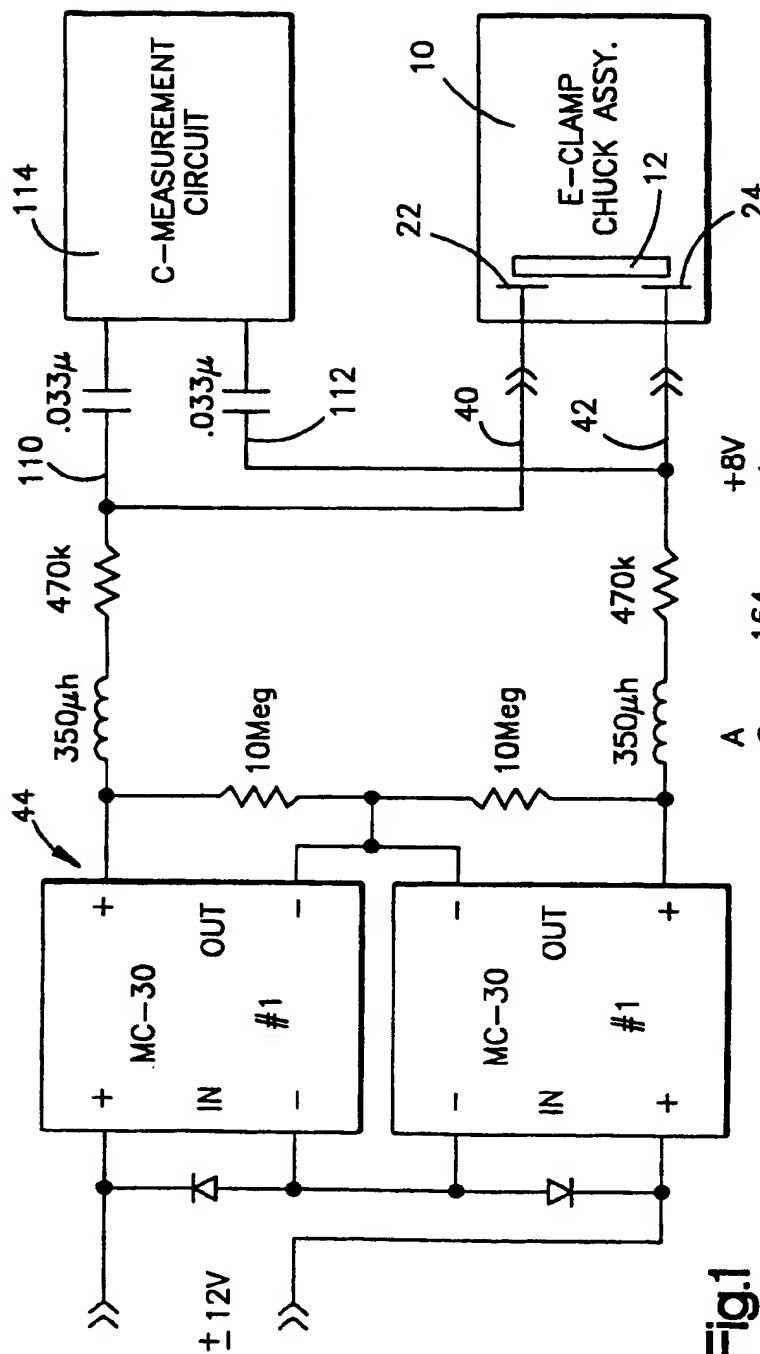 114
C-MEASUREMENT
CIRCUIT
10
E-CLAMP
CHUCK ASSY.
12
22
24
.033μ
.033μ
110
112
40
42
470k
470k
350μh
350μh
10Meg
10Meg
44
+ +
MC-30
IN OUT
#1
- -
- -
MC-30
IN OUT
#1
+ +
± 12V
+8V
164
A
Fig.1